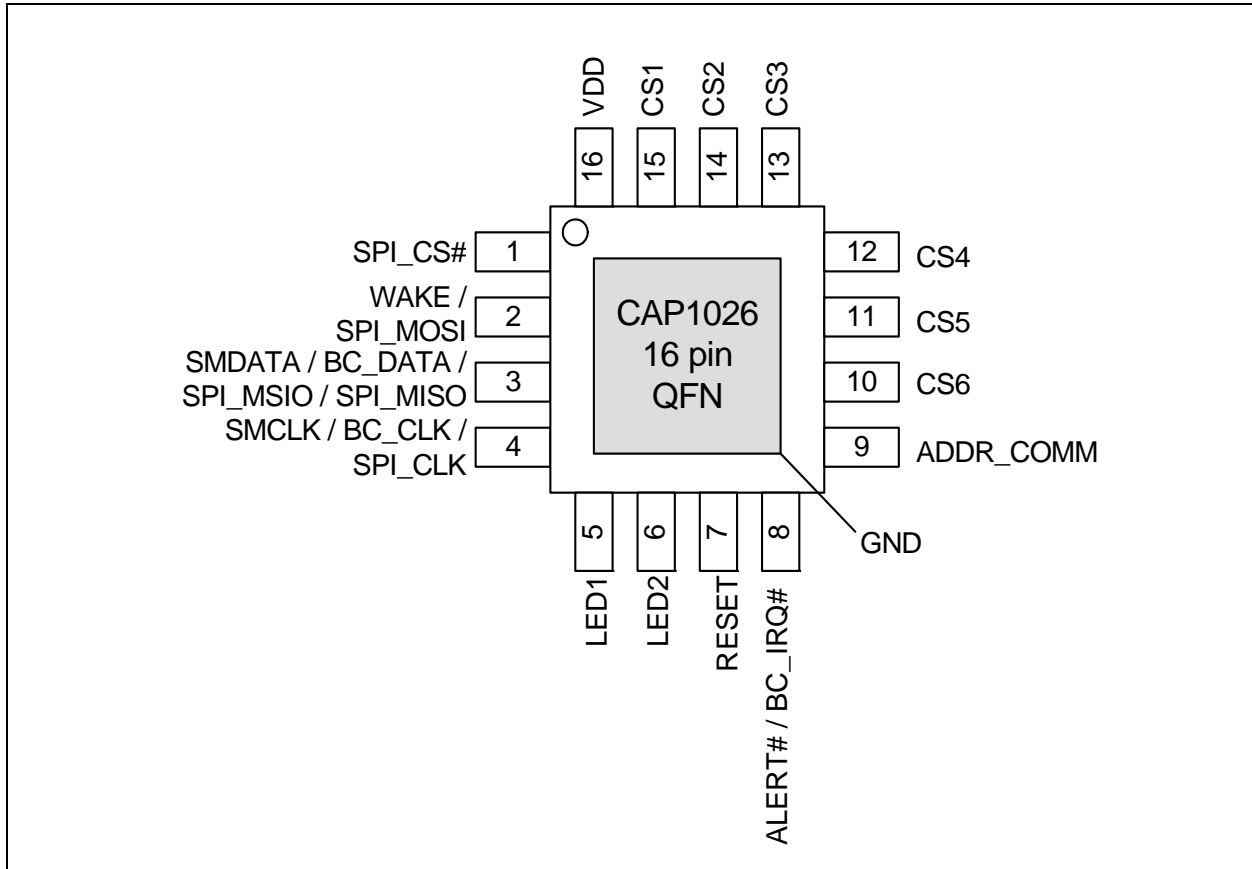 VDD
CS1
CS2
CS3
16
15
14
13
SPI_CS#
1
WAKE /
SPI_MOSI
2
SMDATA / BC_DATA /
SPI_MSIO / SPI_MISO
3
SMCLK / BC_CLK /
SPI_CLK
4
CAP1026
16 pin
QFN
12
CS4
11
CS5
10
CS6
9
ADDR_COMM
GND
5
6
7
8
LED1
LED2
RESET
ALERT# / BC_IRQ#